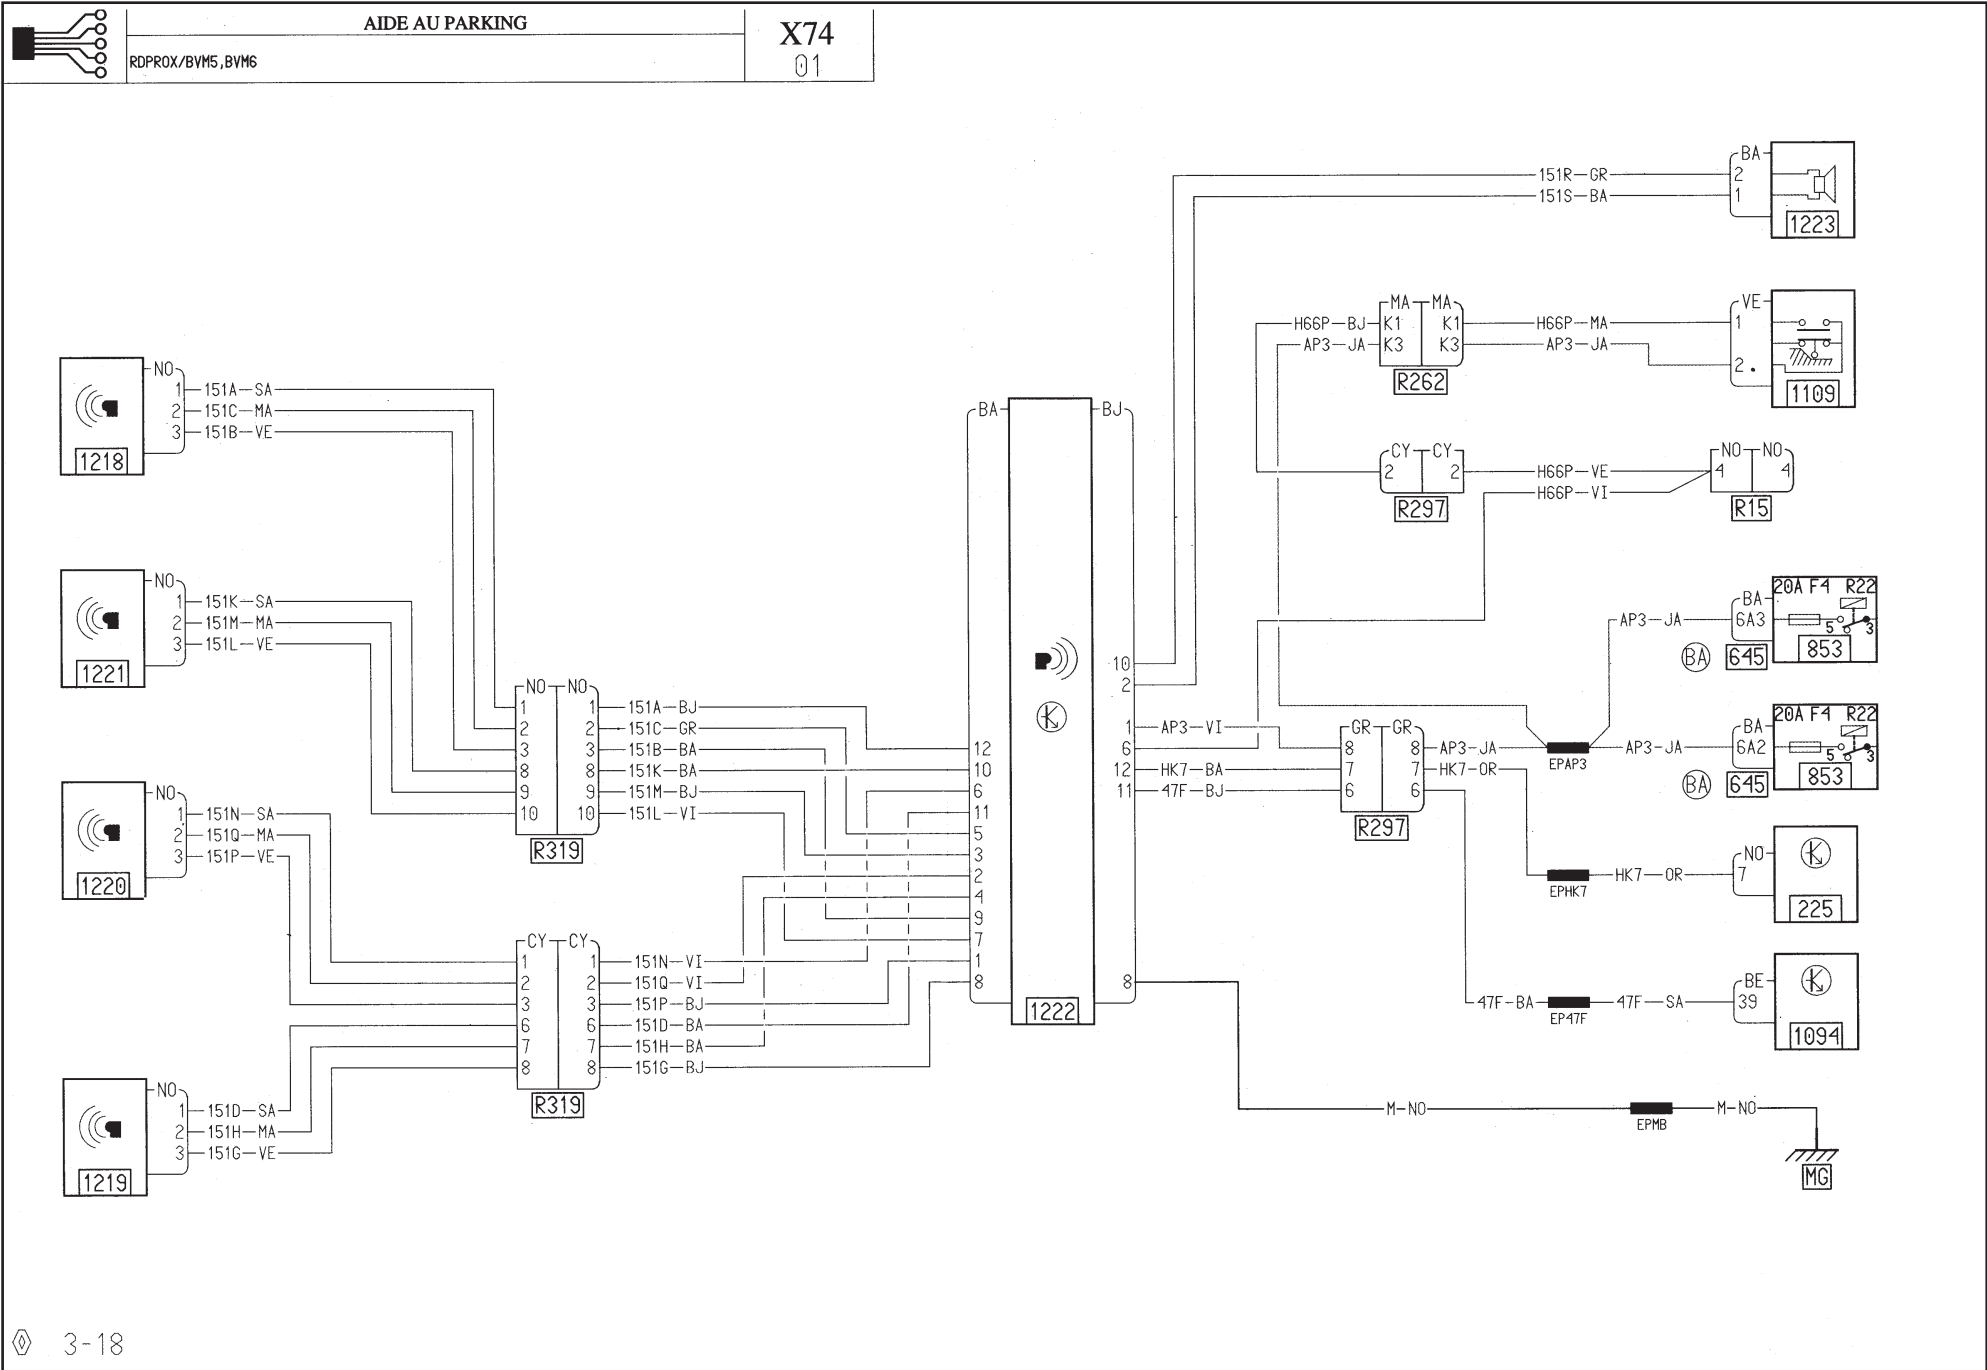 AIDE AU PARKING
X74
RDPROX/BVM5,BVM6
01
BA
2 151R-GR
1 151S-BA
1223
MA MA
H66P-BJ K1 K1 H66P-MA
AP3-JA K3 K3 AP3-JA
R262
VE
1
2
1109
CY CY
2 2 H66P-VE
H66P-VI
R297
NO NO
4 4
R15
NO
1 151A-SA
2 151C-MA
3 151B-VE
1218
NO
1 151K-SA
2 151M-MA
3 151L-VE
1221
NO
1 151N-SA
2 151Q-MA
3 151P-VE
1220
NO
1 151D-SA
2 151H-MA
3 151G-VE
1219
NO NO
1 1 151A-BJ
2 2 151C-GR
3 3 151B-BA
8 8 151K-BA
9 9 151M-BJ
10 10 151L-VI
R319
CY CY
1 1 151N-VI
2 2 151Q-VI
3 3 151P-BJ
6 6 151D-BA
7 7 151H-BA
8 8 151G-BJ
R319
BA BJ
12
10
6
11
5
3
2
4
9
7
1
8
1222
10
2
1 AP3-VI
6
12 HK7-BA
11 47F-BJ
8
GR GR
8 8 AP3-JA
7 7 HK7-OR
6 6
R297
EPAP3
AP3-JA
BA
6A3
20A F4 R22
5 3
853
BA 645
AP3-JA
BA
6A2
20A F4 R22
5 3
853
BA 645
EPHK7
HK7-OR
NO
7
225
47F-BA
EP47F
47F-SA
BE
39
1094
M-NO
EPMB
M-NO
MG
3-18